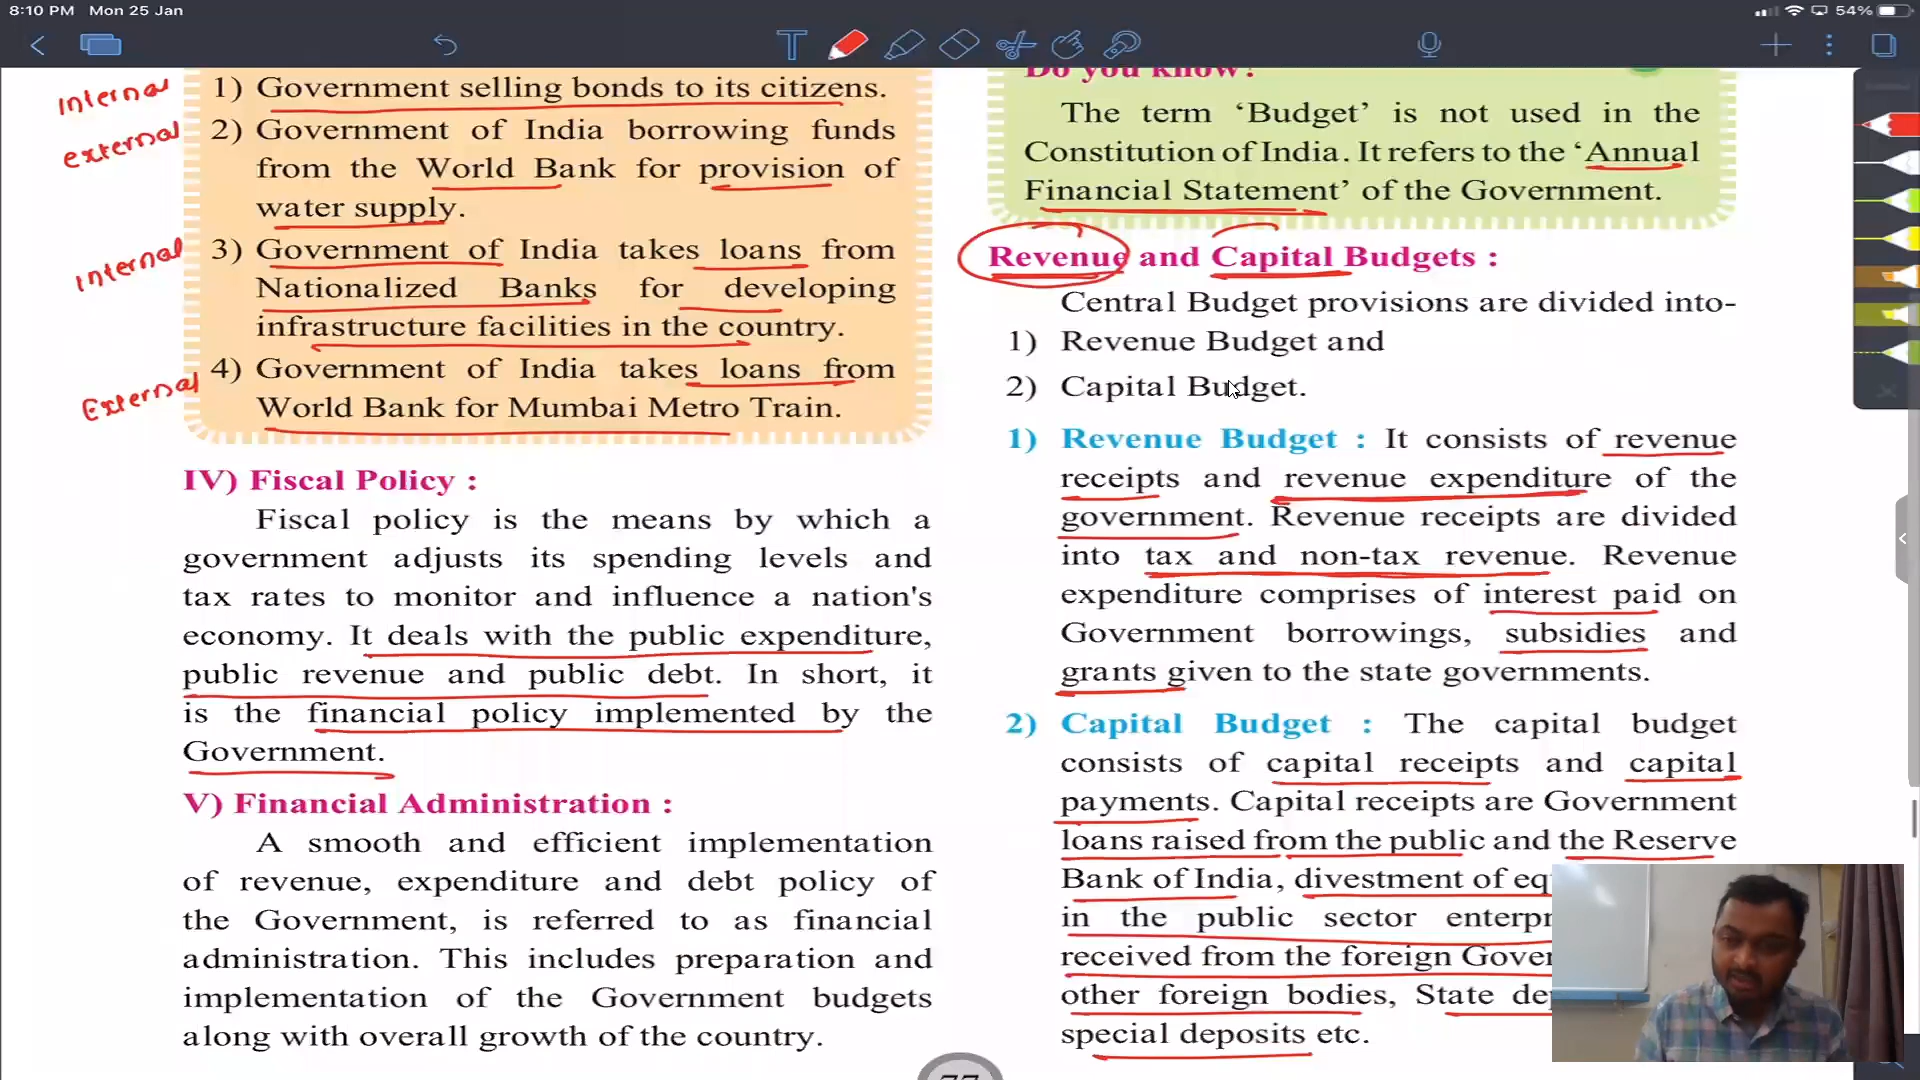 8:10 PM Mon 25 Jan
54%
Internal
1) Government selling bonds to its citizens.
external
2) Government of India borrowing funds
from the World Bank for provision of
water supply.
Internal
3) Government of India takes loans from
Nationalized Banks for developing
infrastructure facilities in the country.
External
4) Government of India takes loans from
World Bank for Mumbai Metro Train.
IV) Fiscal Policy :
Fiscal policy is the means by which a
government adjusts its spending levels and
tax rates to monitor and influence a nation's
economy. It deals with the public expenditure,
public revenue and public debt. In short, it
is the financial policy implemented by the
Government.
V) Financial Administration :
A smooth and efficient implementation
of revenue, expenditure and debt policy of
the Government, is referred to as financial
administration. This includes preparation and
implementation of the Government budgets
along with overall growth of the country.
Do you know?
The term ‘Budget’ is not used in the
Constitution of India. It refers to the ‘Annual
Financial Statement’ of the Government.
Revenue and Capital Budgets :
Central Budget provisions are divided into-
1) Revenue Budget and
2) Capital Budget.
1) Revenue Budget : It consists of revenue
receipts and revenue expenditure of the
government. Revenue receipts are divided
into tax and non-tax revenue. Revenue
expenditure comprises of interest paid on
Government borrowings, subsidies and
grants given to the state governments.
2) Capital Budget : The capital budget
consists of capital receipts and capital
payments. Capital receipts are Government
loans raised from the public and the Reserve
Bank of India, divestment of
in the public sector
received from the foreign
other foreign bodies, State
special deposits etc.